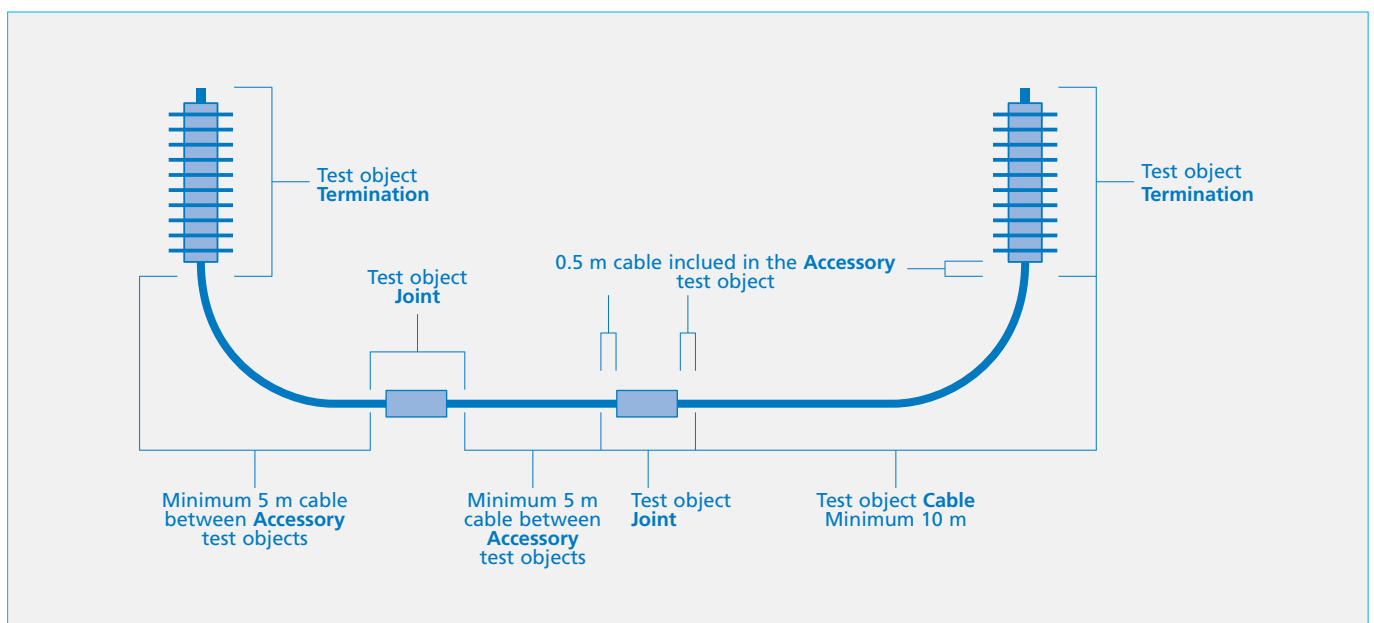 Test object
Termination
Test object
Termination
0.5 m cable inclued in the Accessory
test object
Test object
Joint
Minimum 5 m cable
between Accessory
test objects
Minimum 5 m
cable between
Accessory
test objects
Test object
Joint
Test object Cable
Minimum 10 m